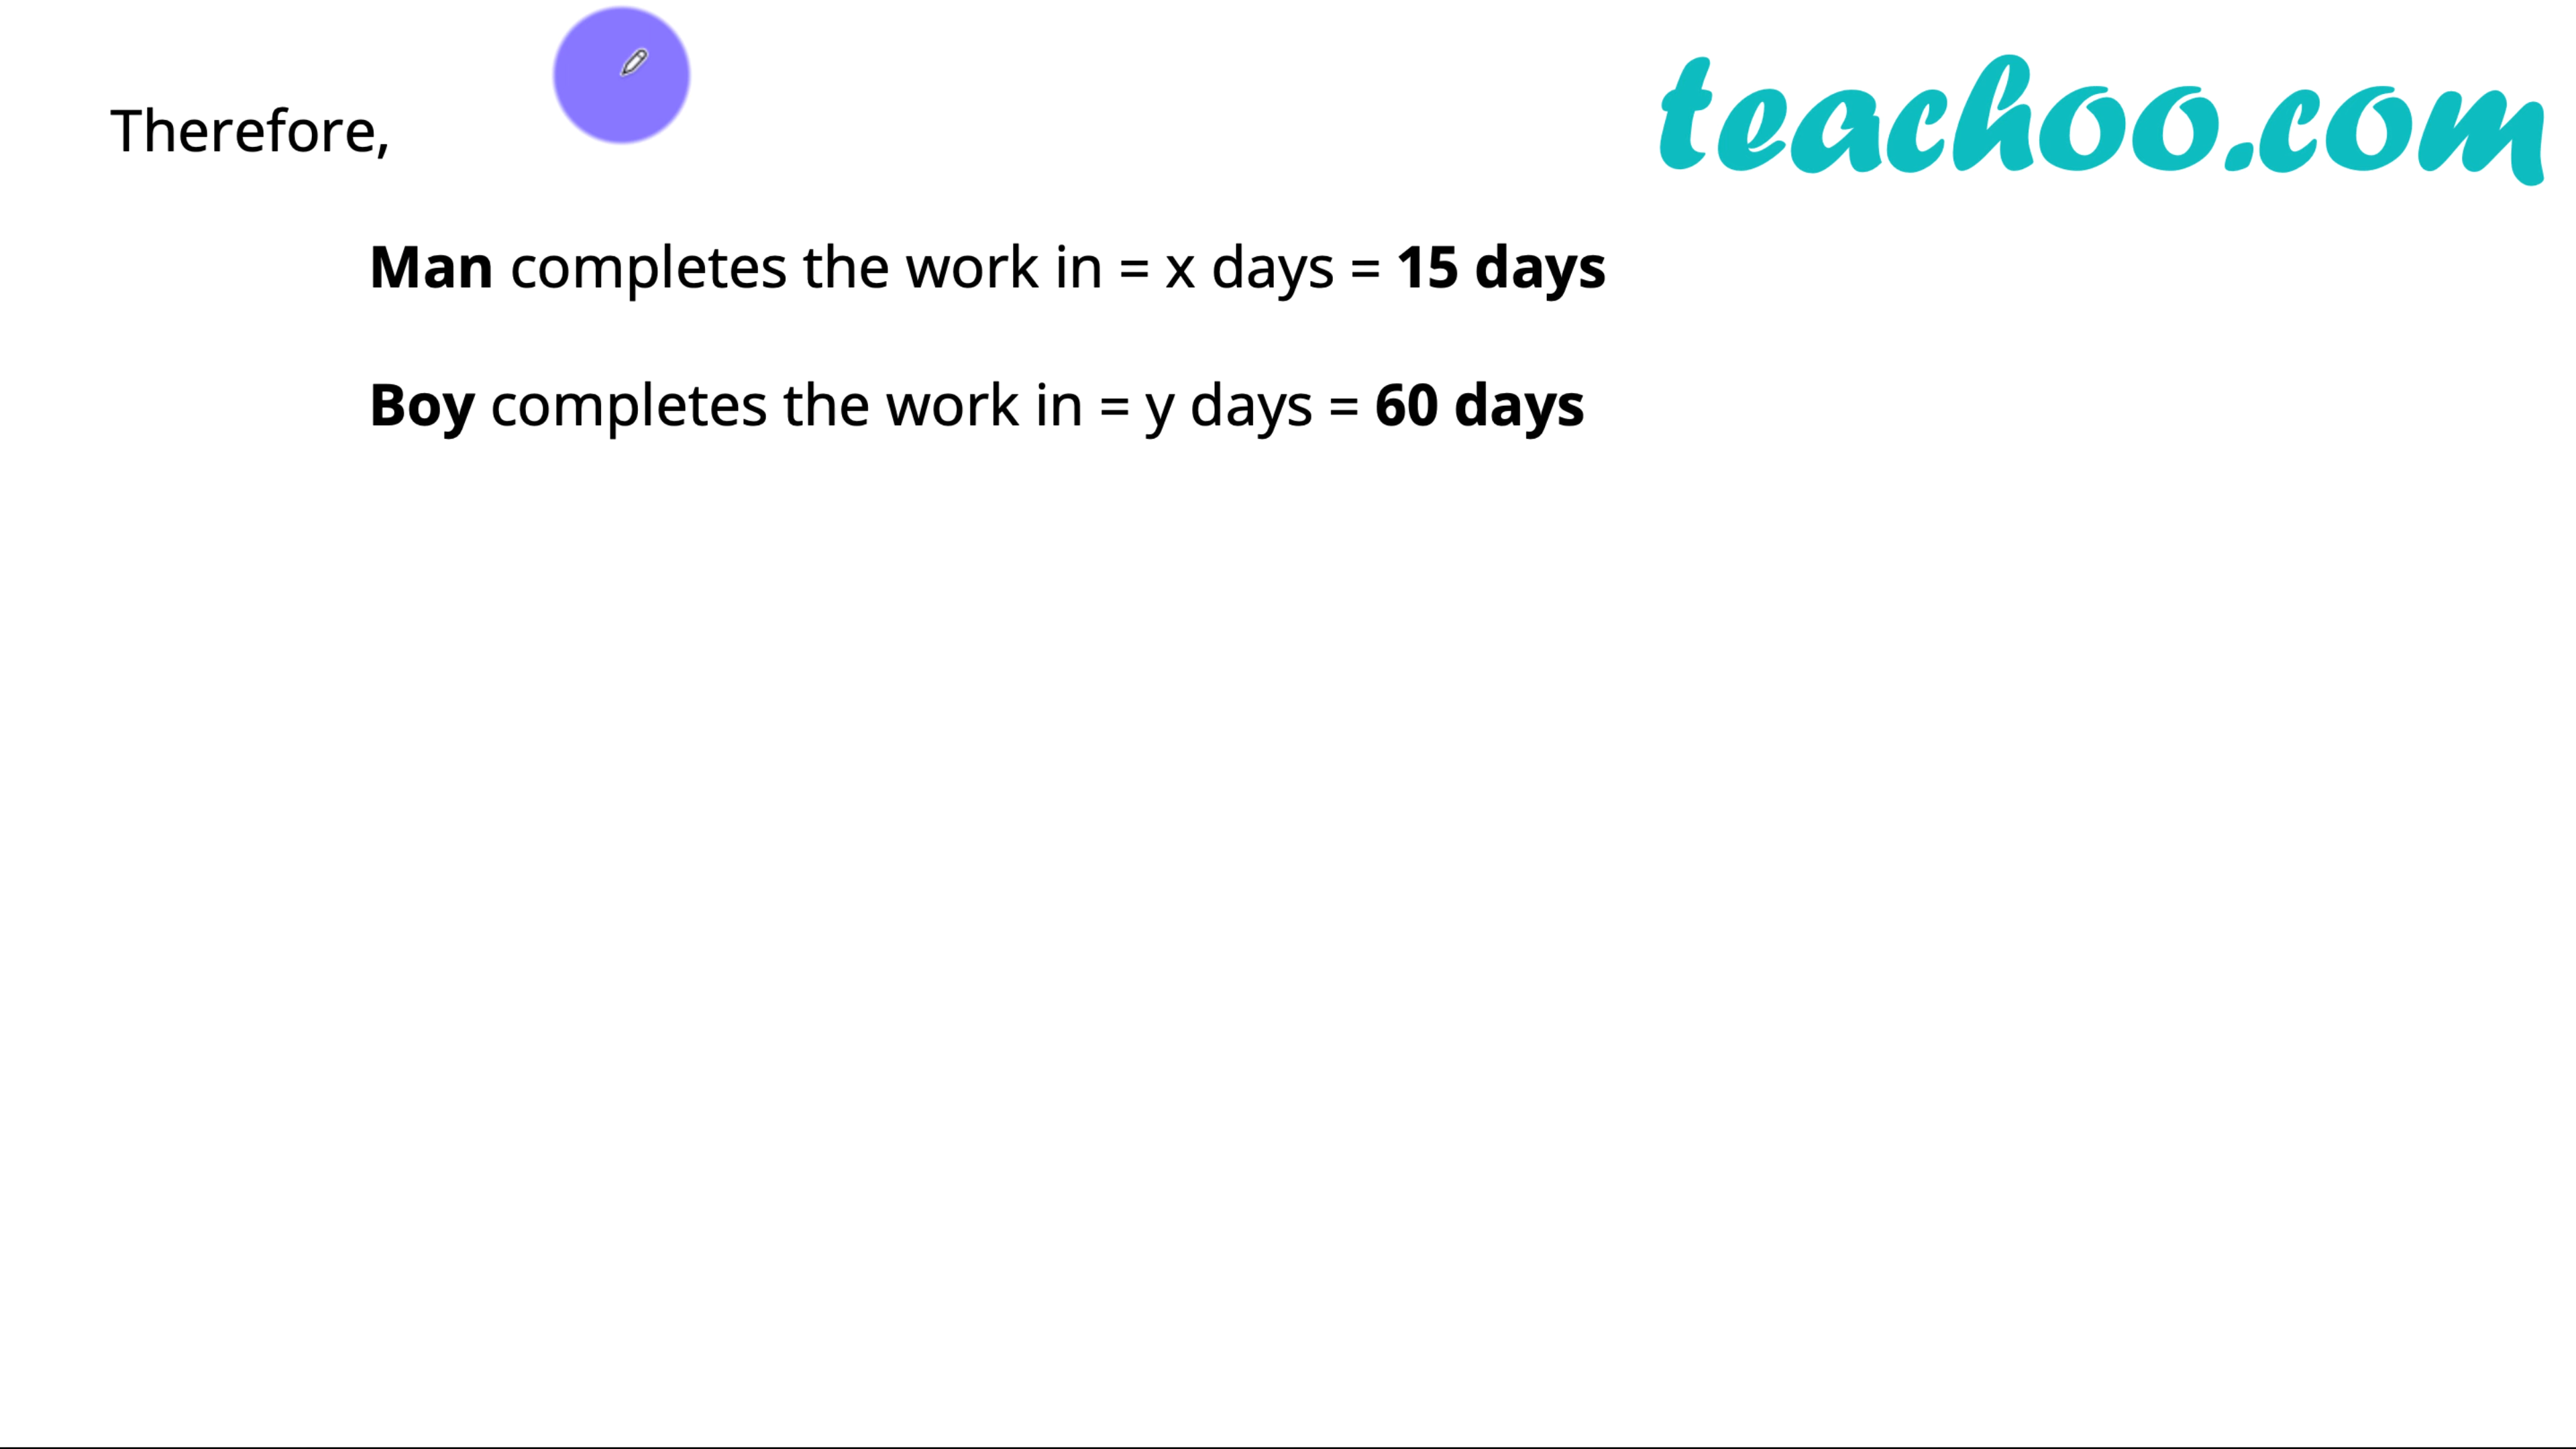 teachoo.com
Therefore,
Man completes the work in = x days = 15 days
Boy completes the work in = y days = 60 days